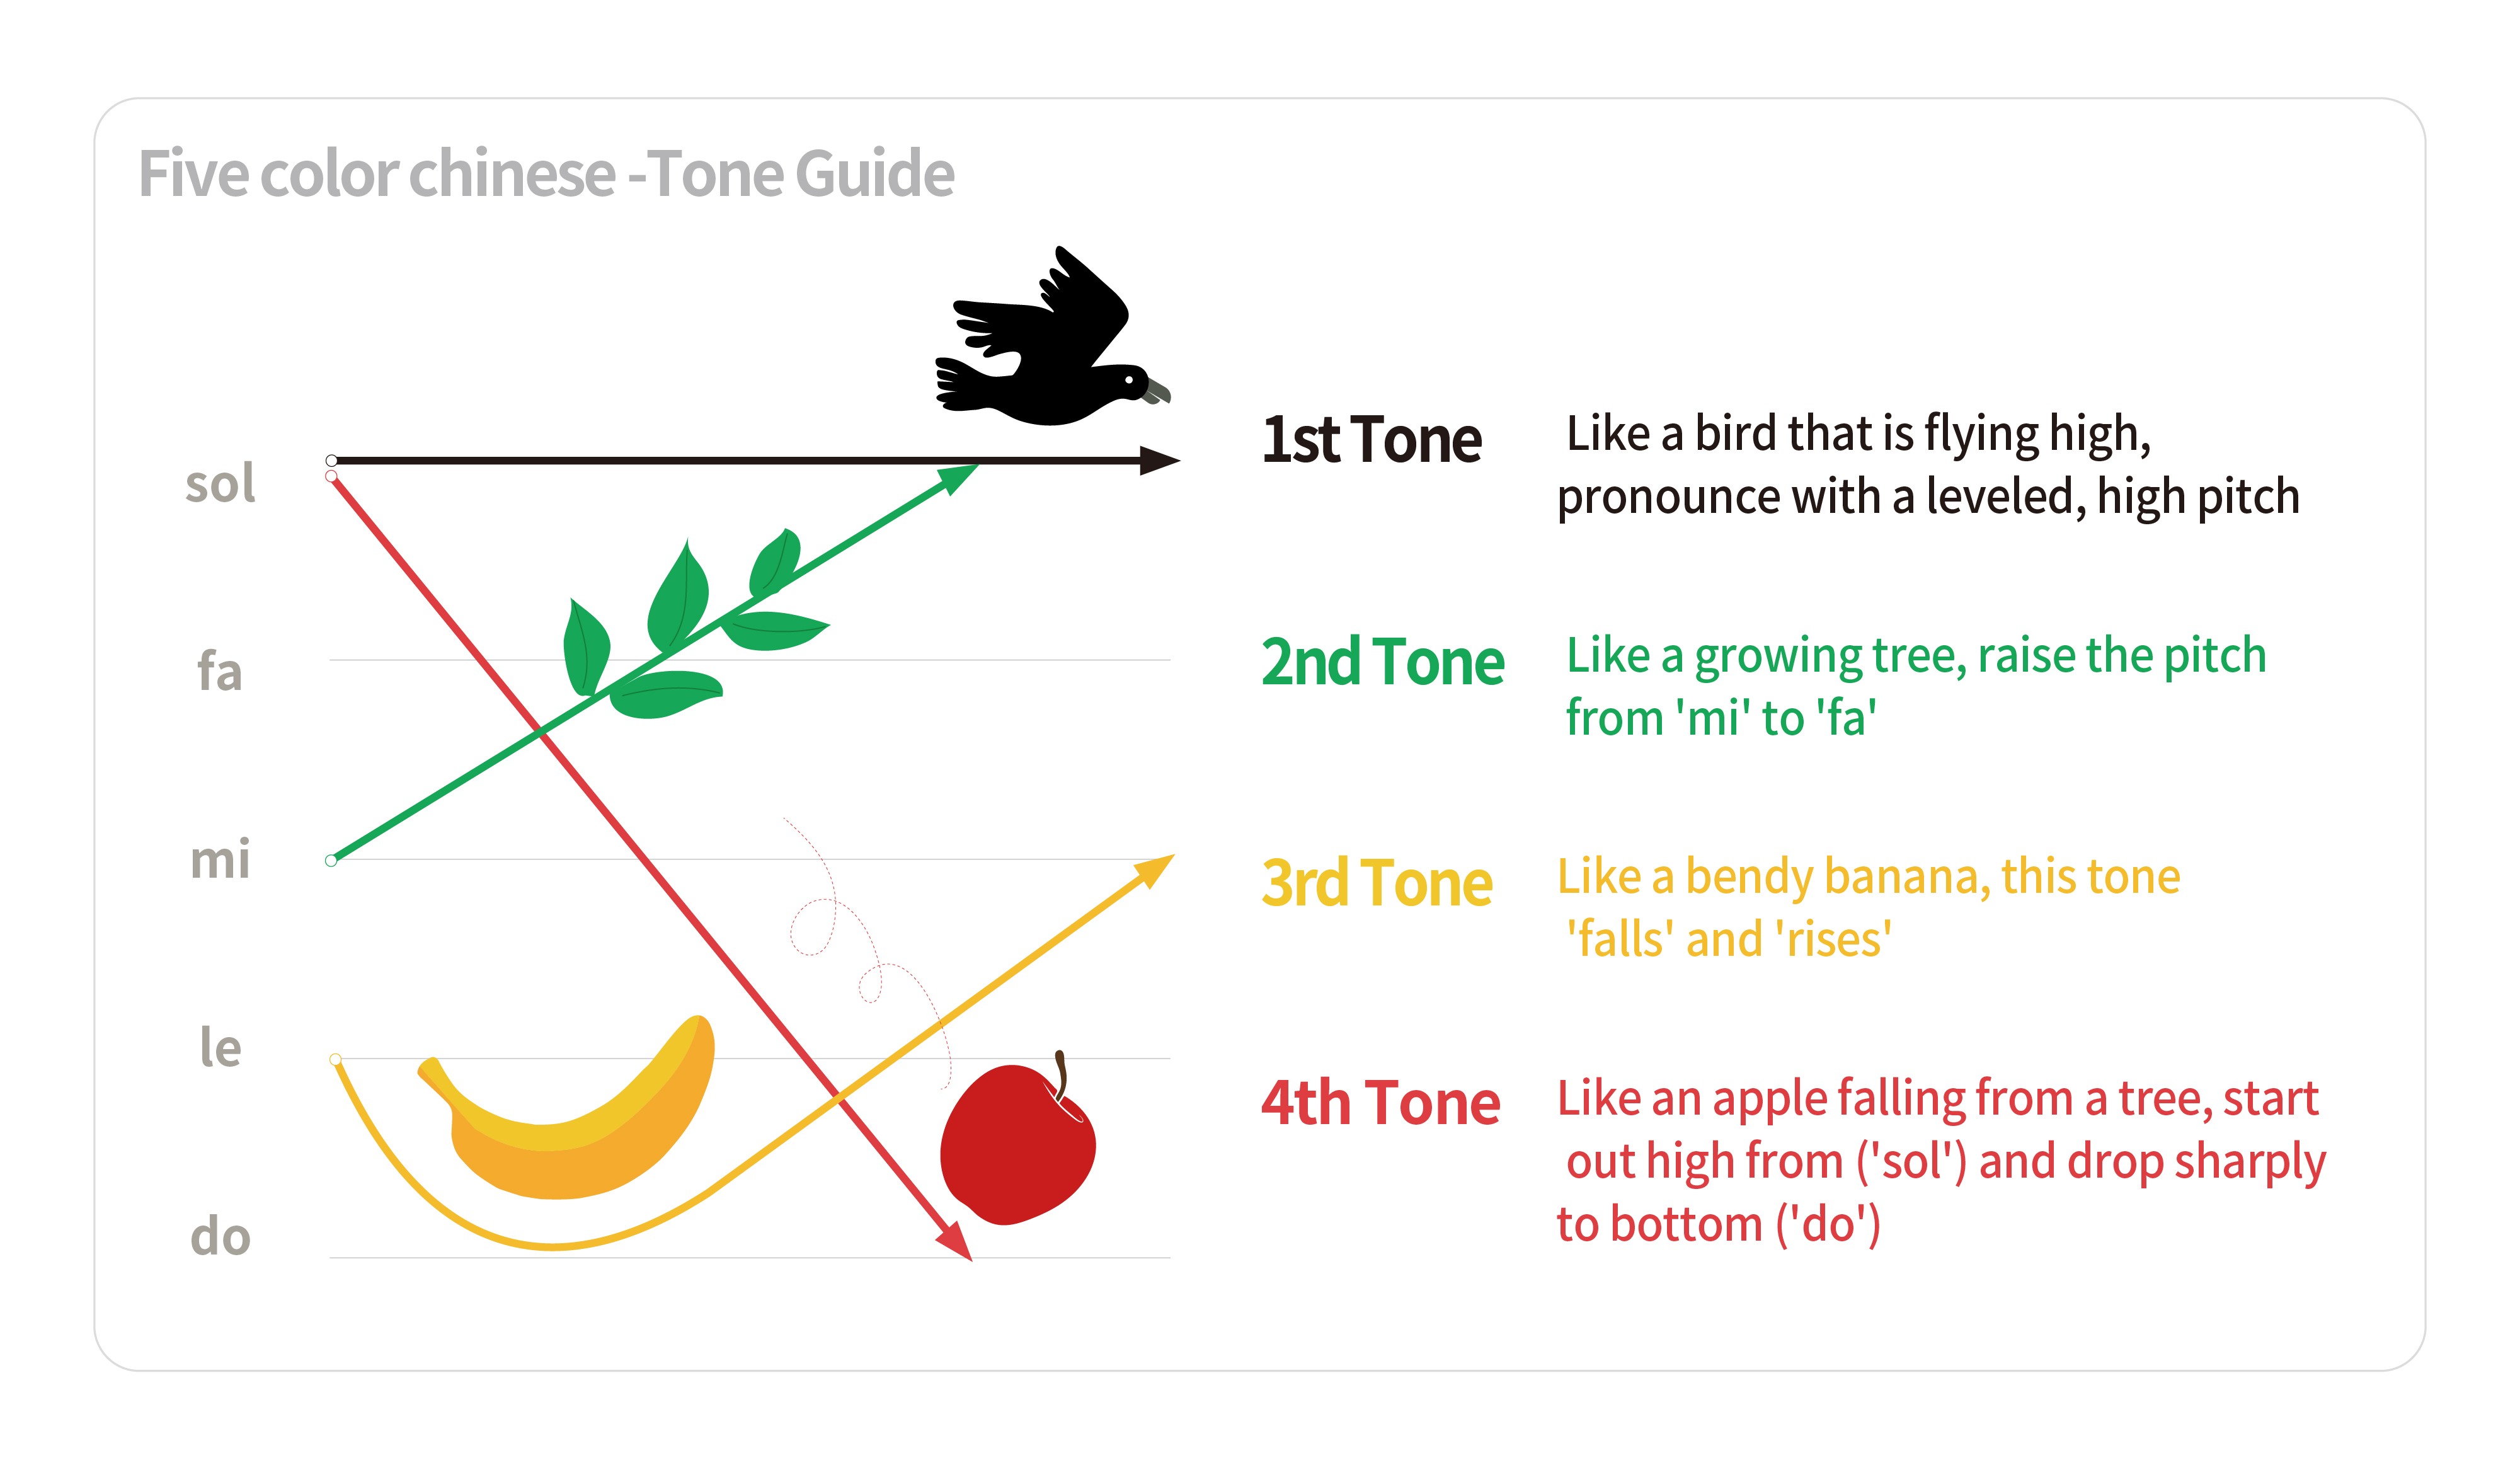 Five color chinese -Tone Guide
sol
fa
mi
le
do
1st Tone
Like a bird that is flying high,
pronounce with a leveled, high pitch
2nd Tone
Like a growing tree, raise the pitch
from 'mi' to 'fa'
3rd Tone
Like a bendy banana, this tone
'falls' and 'rises'
4th Tone
Like an apple falling from a tree, start
out high from ('sol') and drop sharply
to bottom ('do')